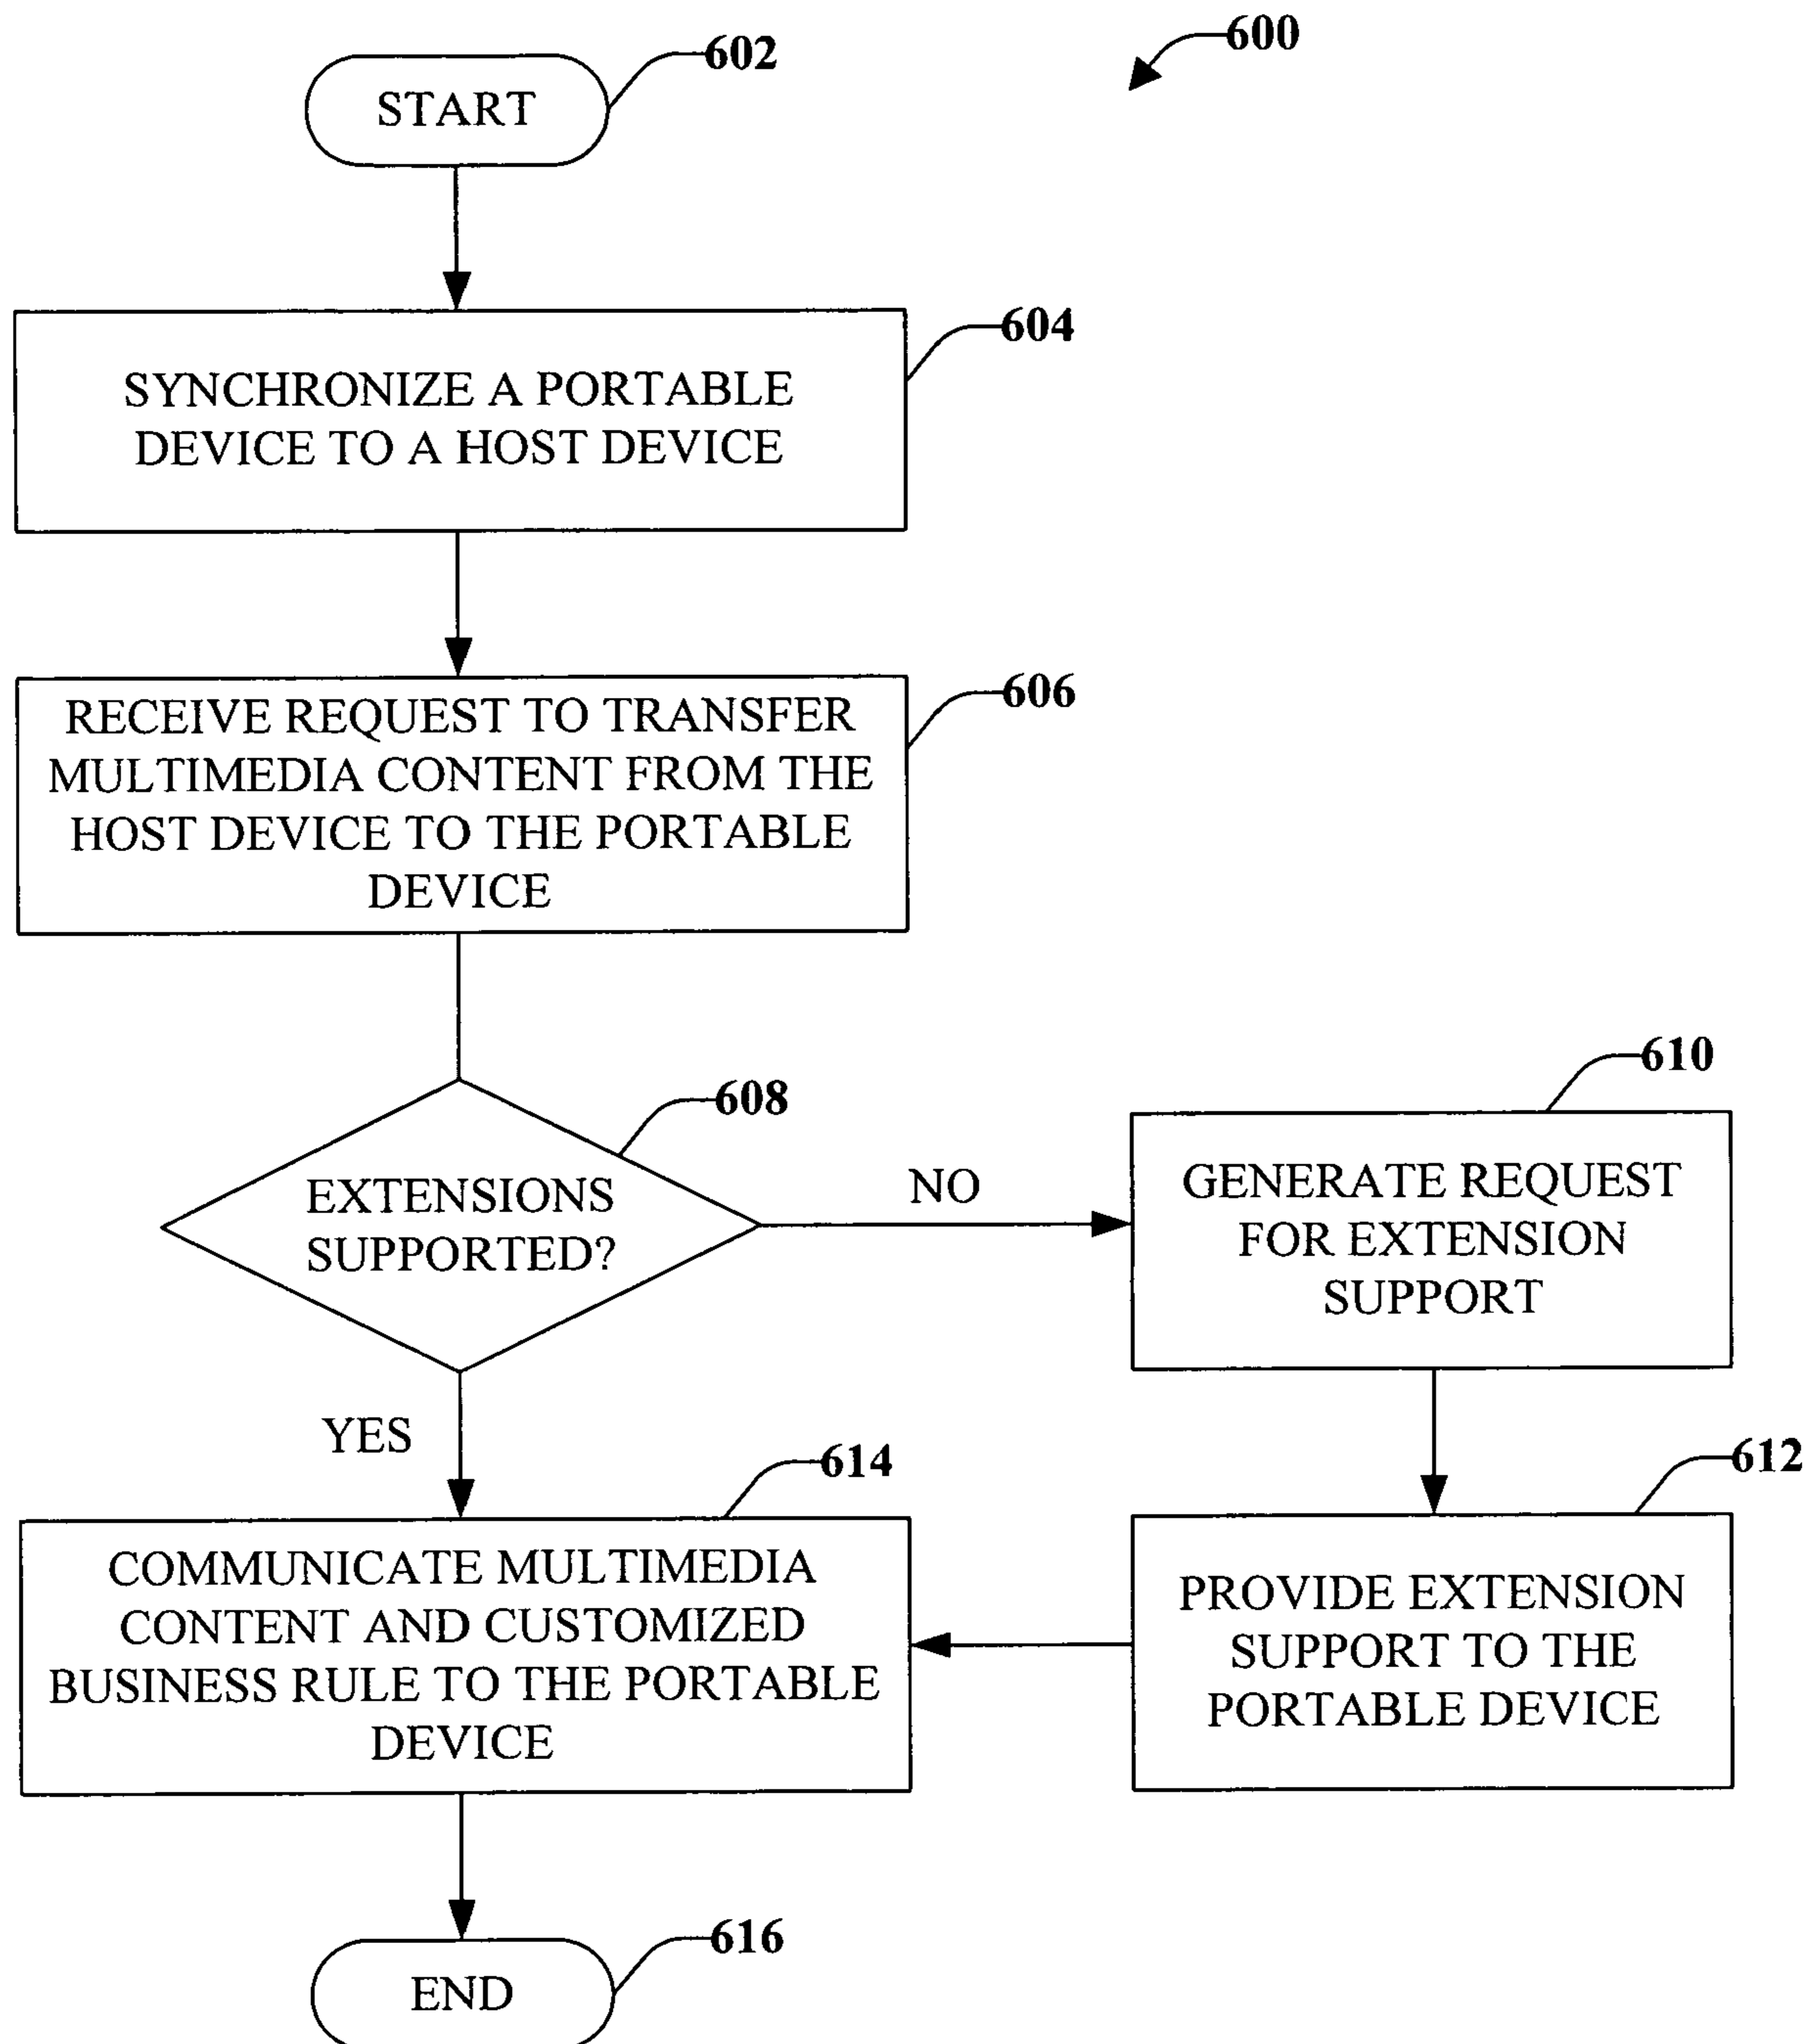 600
602
START
604
SYNCHRONIZE A PORTABLE
DEVICE TO A HOST DEVICE
606
RECEIVE REQUEST TO TRANSFER
MULTIMEDIA CONTENT FROM THE
HOST DEVICE TO THE PORTABLE
DEVICE
608
EXTENSIONS
SUPPORTED?
NO
610
GENERATE REQUEST
FOR EXTENSION
SUPPORT
YES
612
PROVIDE EXTENSION
SUPPORT TO THE
PORTABLE DEVICE
614
COMMUNICATE MULTIMEDIA
CONTENT AND CUSTOMIZED
BUSINESS RULE TO THE PORTABLE
DEVICE
616
END